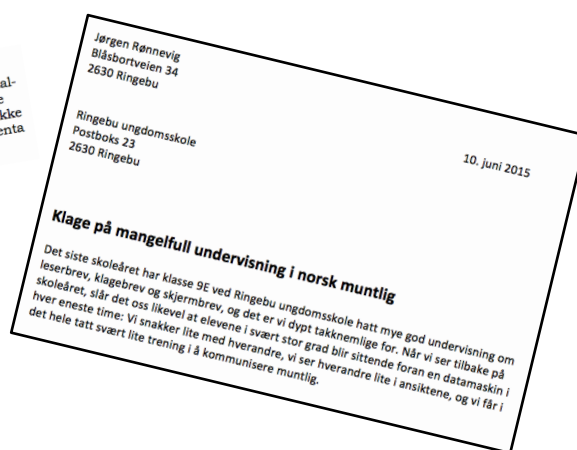 al-
e
kke
enta
Jørgen Rønnevig
Blåsbortveien 34
2630 Ringebu
Ringebu ungdomsskole
Postboks 23
2630 Ringebu
10. juni 2015
Klage på mangelfull undervisning i norsk muntlig
Det siste skoleåret har klasse 9E ved Ringebu ungdomsskole hatt mye god undervisning om
leserbrev, klagebrev og skjermbrev, og det er vi dypt takknemlige for. Når vi ser tilbake på
skoleåret, slår det oss likevel at elevene i svært stor grad blir sittende foran en datamaskin i
hver eneste time: Vi snakker lite med hverandre, vi ser hverandre lite i ansiktene, og vi får i
det hele tatt svært lite trening i å kommunisere muntlig.